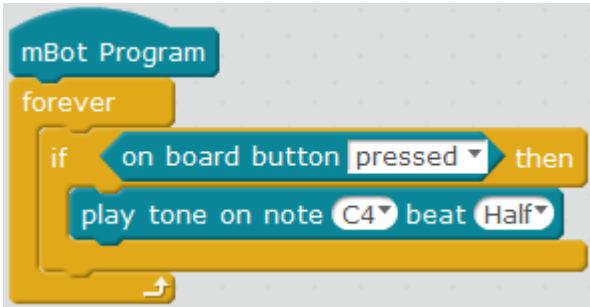 mBot Program
forever
if on board button pressed then
play tone on note C4 beat Half